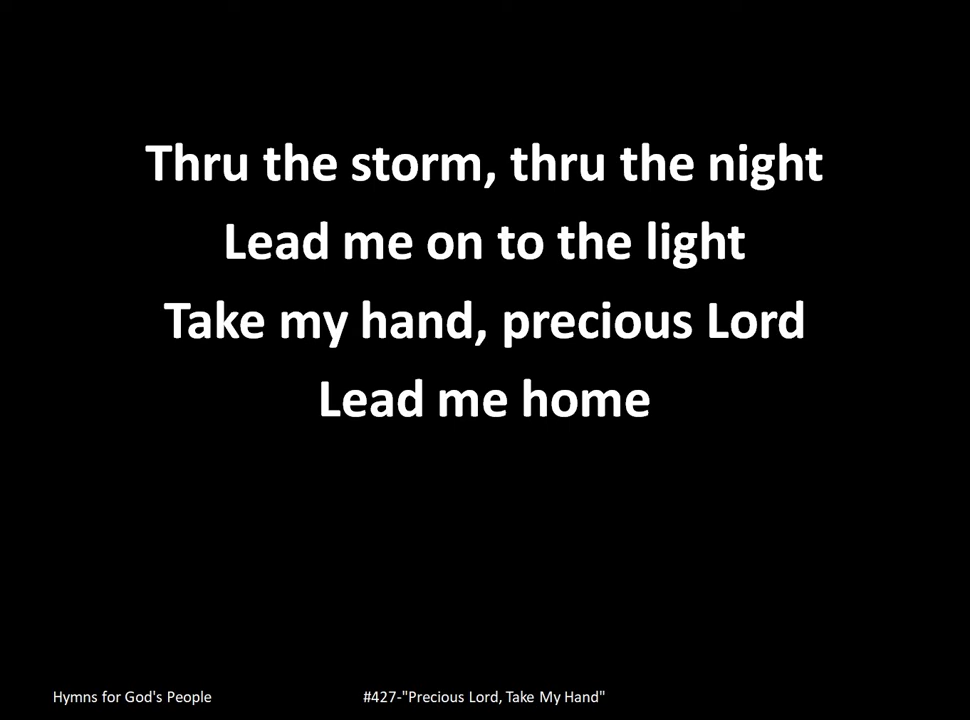 Thru the storm, thru the night
Lead me on to the light
Take my hand, precious Lord
Lead me home
Hymns for God's People
#427-"Precious Lord, Take My Hand"